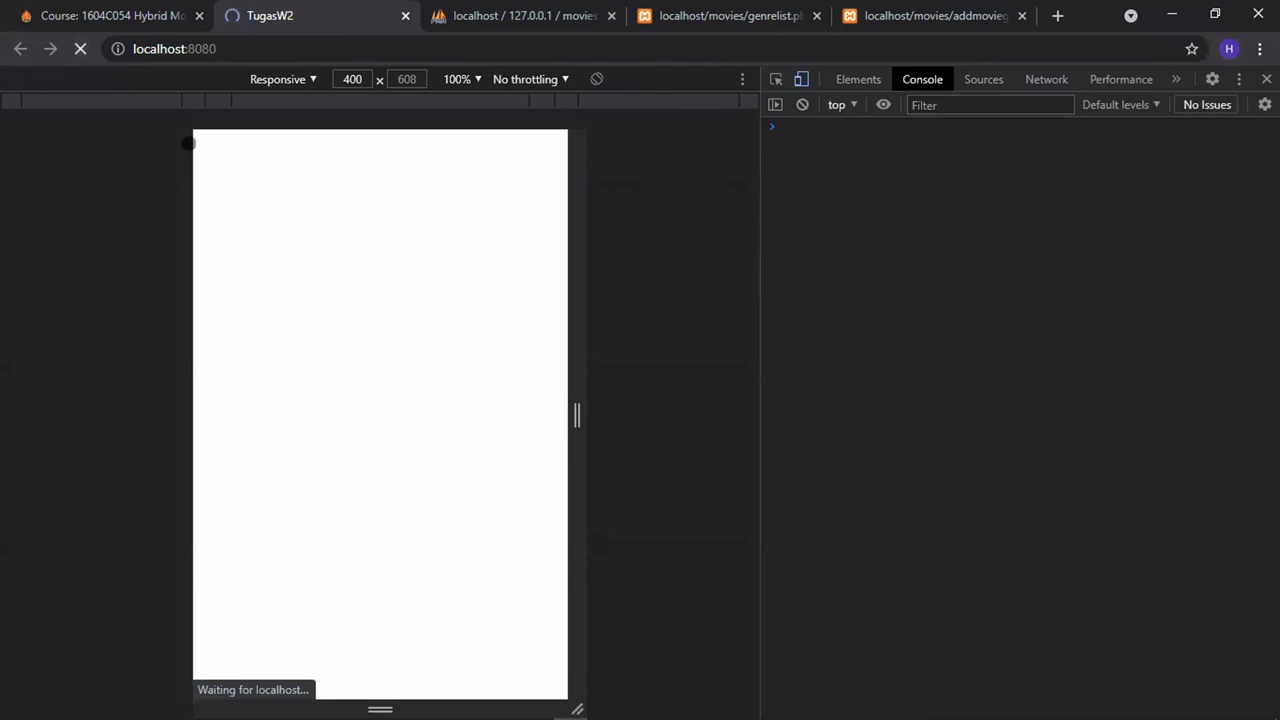 Course: 1604C054 Hybrid Mo
TugasW2
localhost / 127.0.0.1 / movies
localhost/movies/genrelist.ph
localhost/movies/addmovieg
localhost:8080
H
Responsive 400 × 608 100% No throttling
Elements Console Sources Network Performance »
top Filter Default levels No Issues
Waiting for localhost...